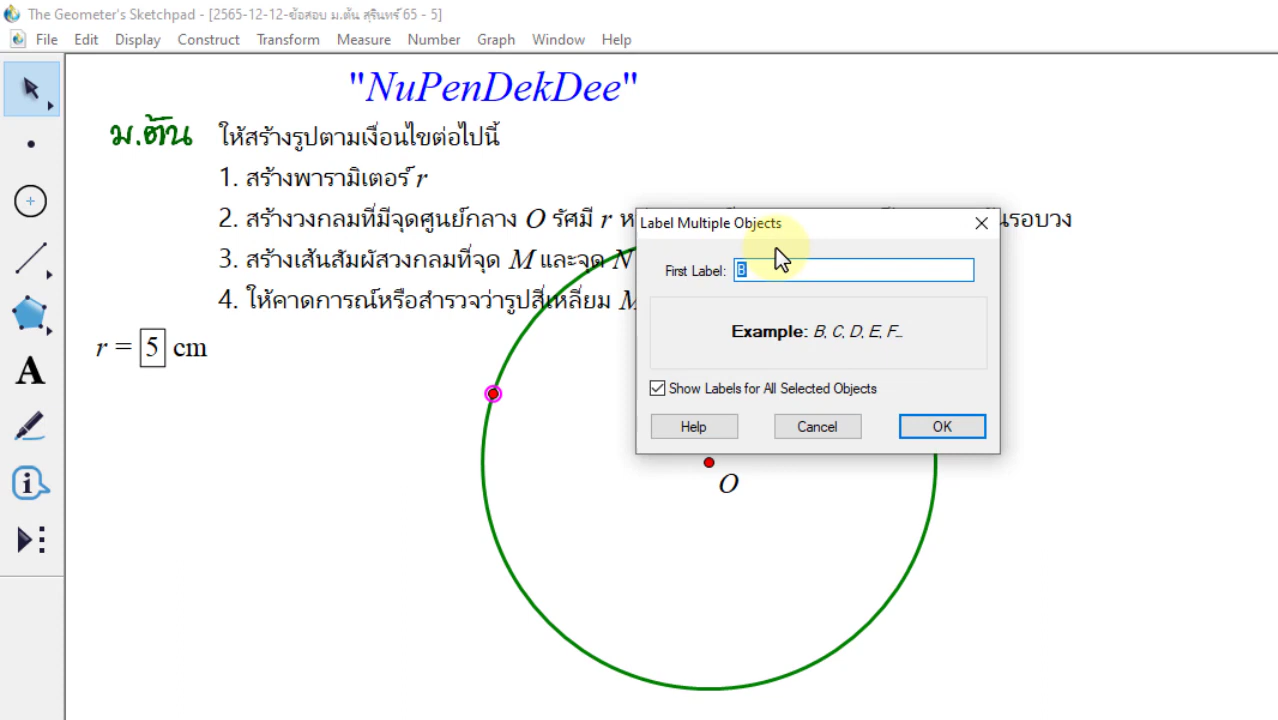 The Geometer's Sketchpad - [2565-12-12-ข้อสอบ ม.ต้น สุรินทร์ 65 - 5]
File Edit Display Construct Transform Measure Number Graph Window Help
"NuPenDekDee"
ม.ต้น ให้สร้างรูปตามเงื่อนไขต่อไปนี้
1. สร้างพารามิเตอร์ r
2. สร้างวงกลมที่มีจุดศูนย์กลาง O รัศมี r
รอบวง
3. สร้างเส้นสัมผัสวงกลมที่จุด M และจุด N
4. ให้คาดการณ์หรือสำรวจว่ารูปสี่เหลี่ยม M
r = 5 cm
Label Multiple Objects
First Label: B
Example: B, C, D, E, F...
Show Labels for All Selected Objects
Help Cancel OK
O
A